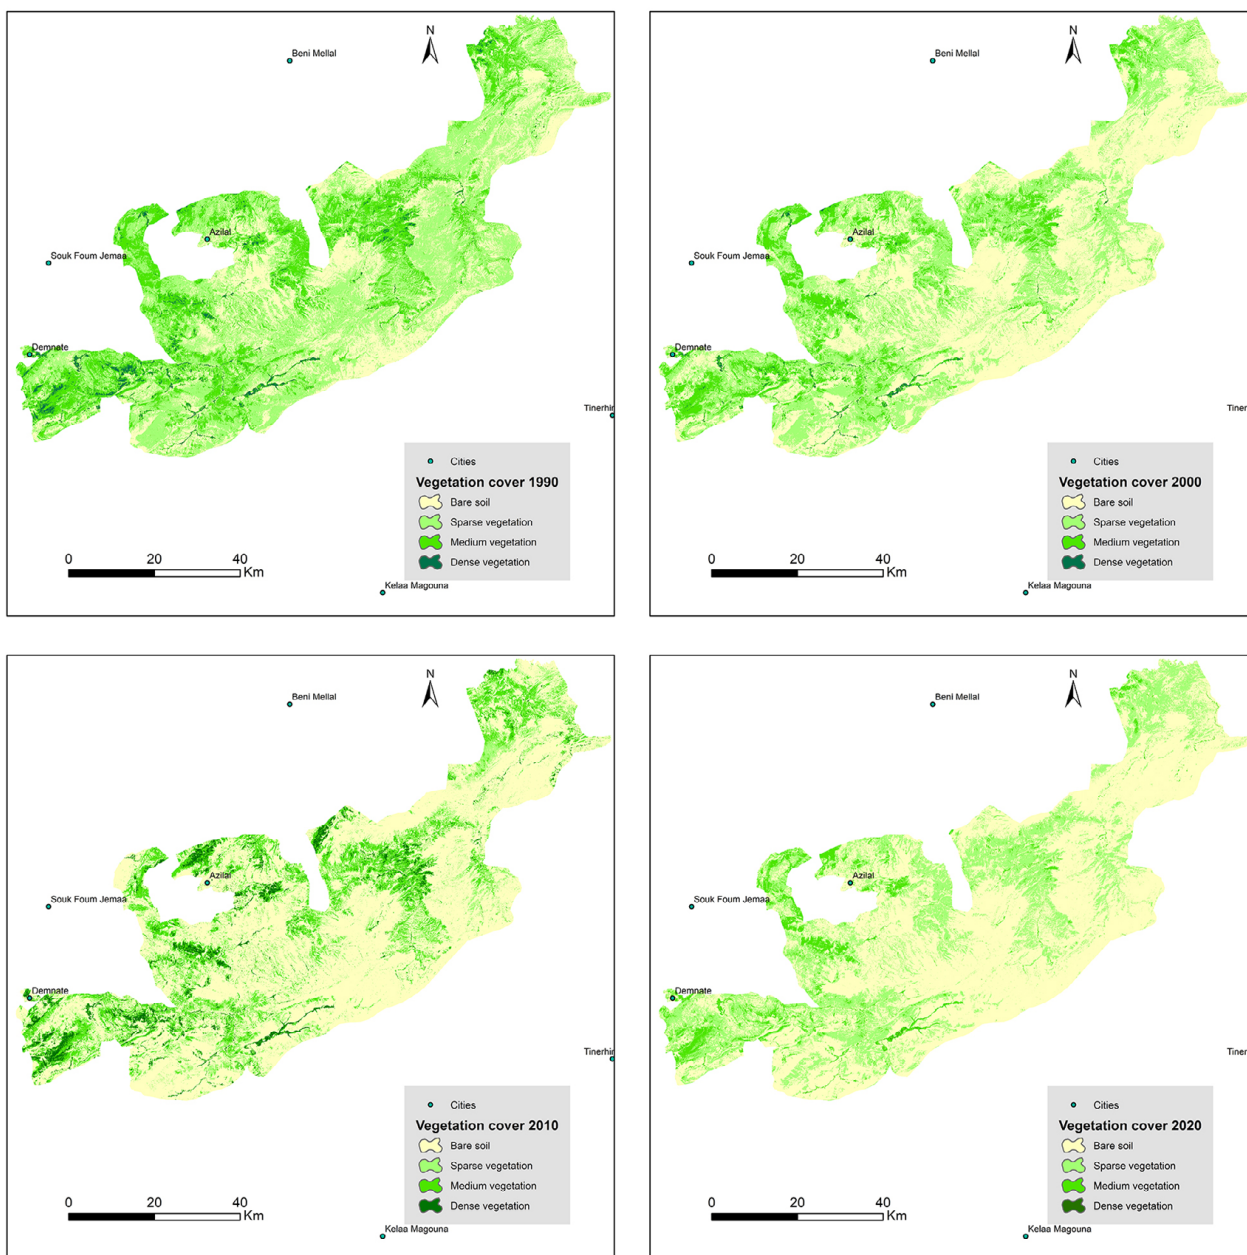 N
Beni Mellal
Azilal
Souk Foum Jemaa
Demnate
Tinerhir
Cities
Vegetation cover 1990
Bare soil
Sparse vegetation
Medium vegetation
Dense vegetation
0 20 40
Km
Kelaa Magouna
N
Beni Mellal
Azilal
Souk Foum Jemaa
Demnate
Tiner
Cities
Vegetation cover 2000
Bare soil
Sparse vegetation
Medium vegetation
Dense vegetation
0 20 40
Km
Kelaa Magouna
N
Beni Mellal
Azilal
Souk Foum Jemaa
Demnate
Tinerhir
Cities
Vegetation cover 2010
Bare soil
Sparse vegetation
Medium vegetation
Dense vegetation
0 20 40
Km
Kelaa Magouna
N
Beni Mellal
Azilal
Souk Foum Jemaa
Demnate
Tiner
Cities
Vegetation cover 2020
Bare soil
Sparse vegetation
Medium vegetation
Dense vegetation
0 20 40
Km
Kelaa Magouna